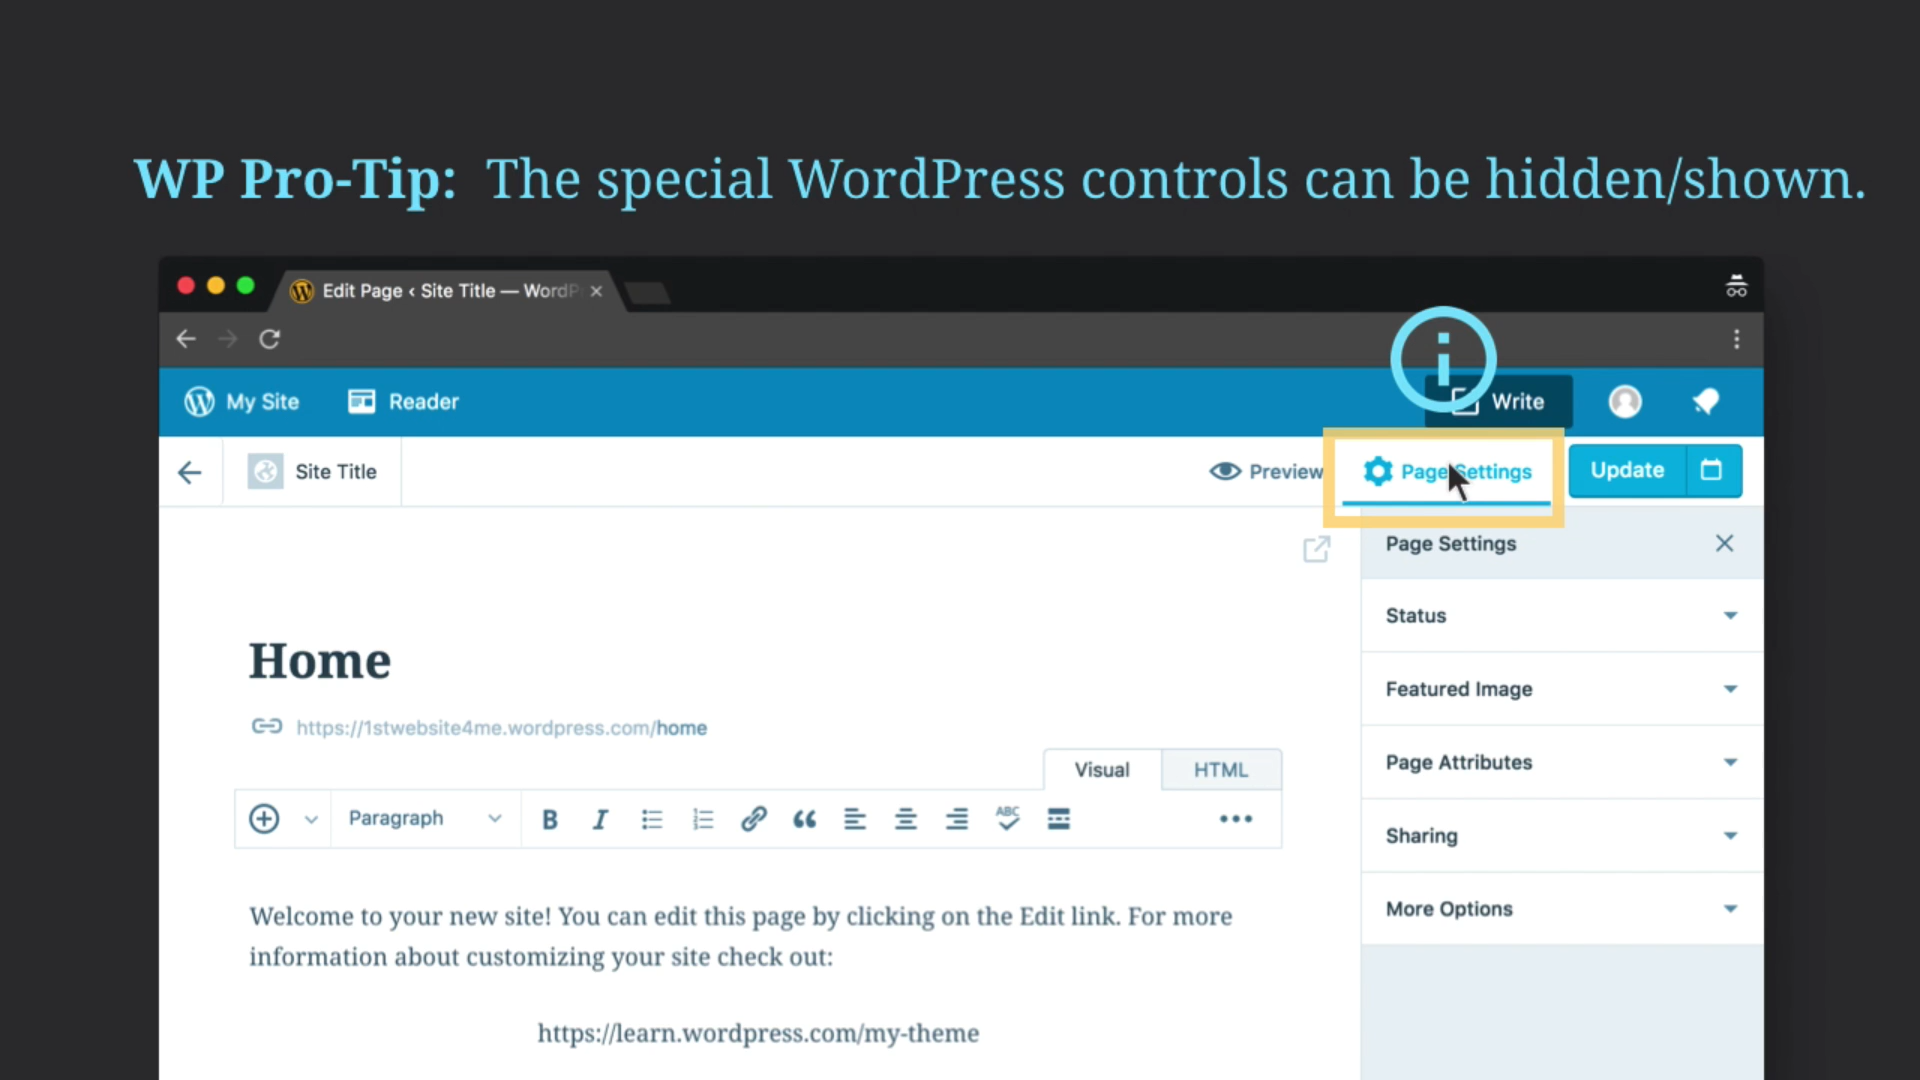 WP Pro-Tip: The special WordPress controls can be hidden/shown.
Edit Page ‹ Site Title — WordP
My Site
Reader
Write
Site Title
Preview
Page Settings
Update
Page Settings
Status
Featured Image
Page Attributes
Sharing
More Options
Home
https://1stwebsite4me.wordpress.com/home
Visual
HTML
Paragraph
B
I
ABC
Welcome to your new site! You can edit this page by clicking on the Edit link. For more
information about customizing your site check out:
https://learn.wordpress.com/my-theme